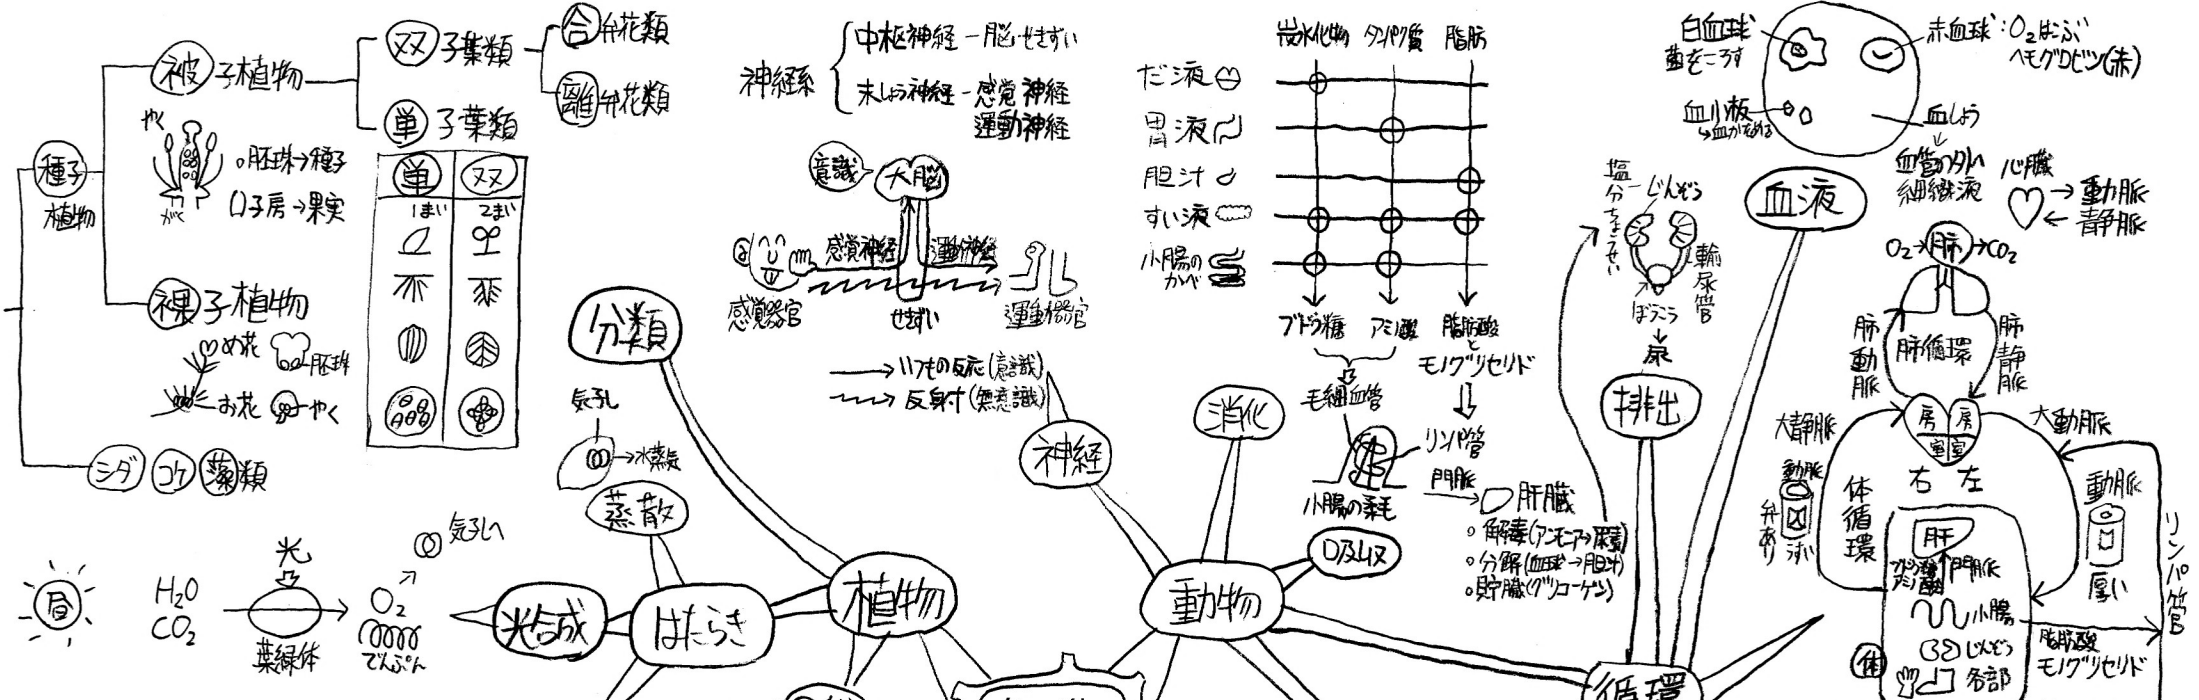 種子
植物
被子植物
双子葉類
合弁花類
離弁花類
単子葉類
やく
がく
胚珠→種子
子房→果実
裸子植物
め花
胚珠
お花
やく
シダ
コケ
藻類
単 双
1まい 2まい
神経系
中枢神経－脳・せきずい
末しょう神経－感覚神経
運動神経
意識
大脳
感覚神経
運動神経
感覚器官
せきずい
運動器官
→いつもの反応(意識)
反射(無意識)
神経
炭水化物 タンパク質 脂肪
だ液
胃液
胆汁
すい液
小腸の
かべ
ブドウ糖 アミノ酸 脂肪酸
と
モノグリセリド
毛細血管
リンパ管
小腸の柔毛
門脈
肝臓
解毒(アンモニア→尿素)
分解(血球→胆汁)
貯臓(グリコーゲン)
消化
吸収
動物
白血球
菌をころす
赤血球:O₂はこぶ
ヘモグロビン(赤)
血小板
→血かためる
血しょう
血管の外へ
組織液
心臓
→動脈
←静脈
血液
塩分ちょうせい
じんぞう
輸尿管
ぼうこう
尿
排出
O₂→肺→CO₂
肺動脈
肺循環
肺静脈
房 房
室 室
右 左
大静脈
大動脈
体循環
動脈
弁あり
うすい
動脈
厚い
リンパ管
肝
門脈
小腸
じんぞう
各部
体
脂肪酸
モノグリセリド
循環
分類
気孔
→水蒸気
蒸散
昼
H₂O
CO₂
光
葉緑体
O₂
でんぷん
気孔へ
光合成
はたらき
植物